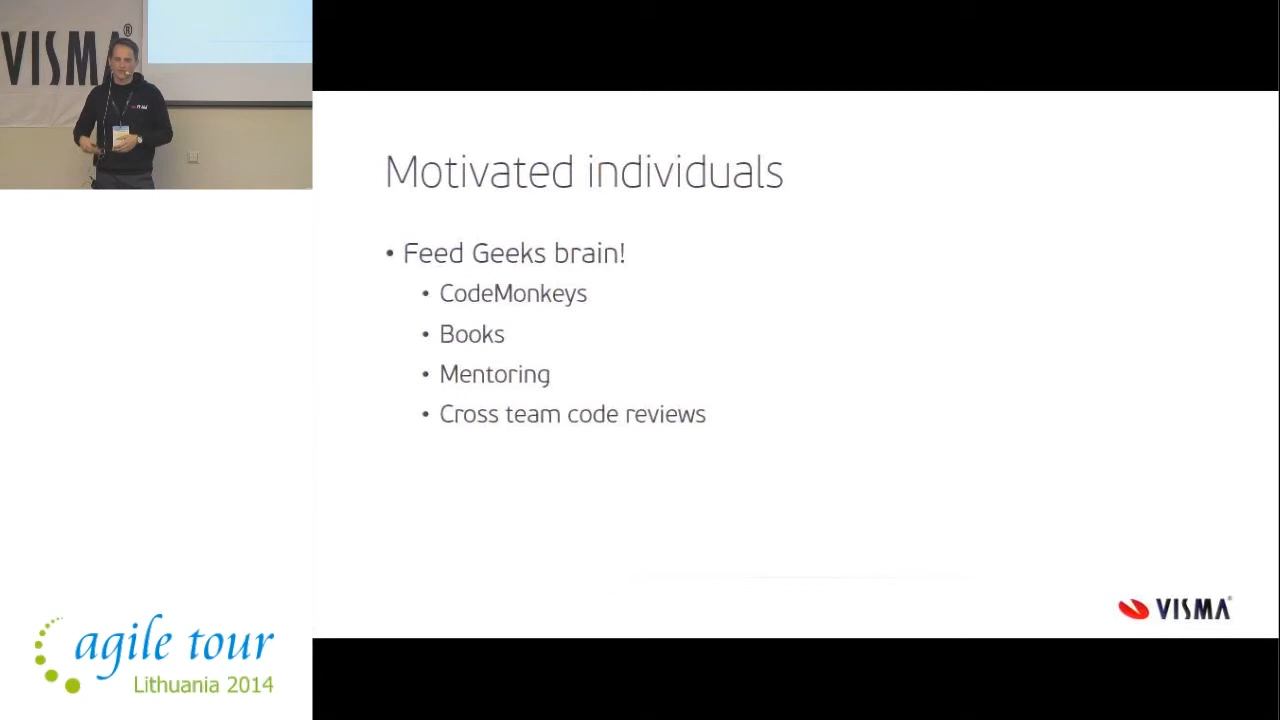 VISMA®
Motivated individuals
• Feed Geeks brain!
• CodeMonkeys
• Books
• Mentoring
• Cross team code reviews
VISMA®
agile tour
Lithuania 2014